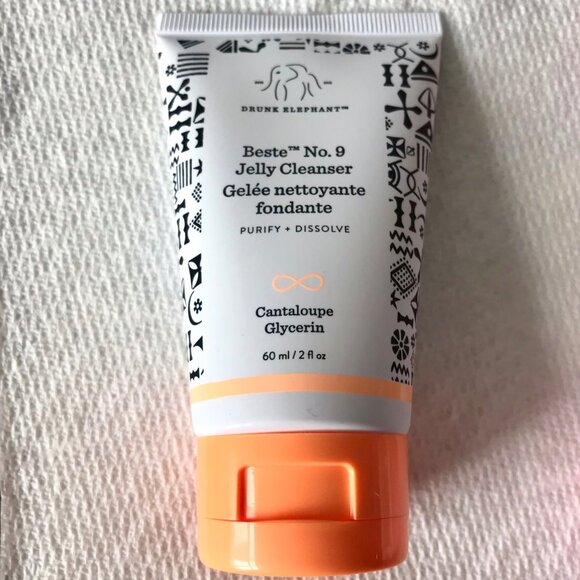 DRUNK ELEPHANT™
Beste™ No. 9
Jelly Cleanser
Gelée nettoyante
fondante
PURIFY + DISSOLVE
Cantaloupe
Glycerin
60 ml / 2 fl oz